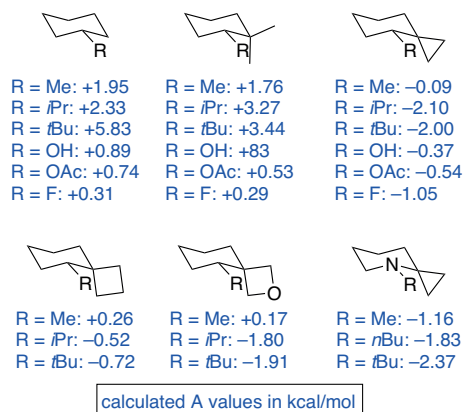 R
R
R
R = Me: +1.95
R = iPr: +2.33
R = tBu: +5.83
R = OH: +0.89
R = OAc: +0.74
R = F: +0.31
R = Me: +1.76
R = iPr: +3.27
R = tBu: +3.44
R = OH: +83
R = OAc: +0.53
R = F: +0.29
R = Me: –0.09
R = iPr: –2.10
R = tBu: –2.00
R = OH: –0.37
R = OAc: –0.54
R = F: –1.05
R
R
O
N
R
R = Me: +0.26
R = iPr: –0.52
R = tBu: –0.72
R = Me: +0.17
R = iPr: –1.80
R = tBu: –1.91
R = Me: –1.16
R = nBu: –1.83
R = tBu: –2.37
calculated A values in kcal/mol